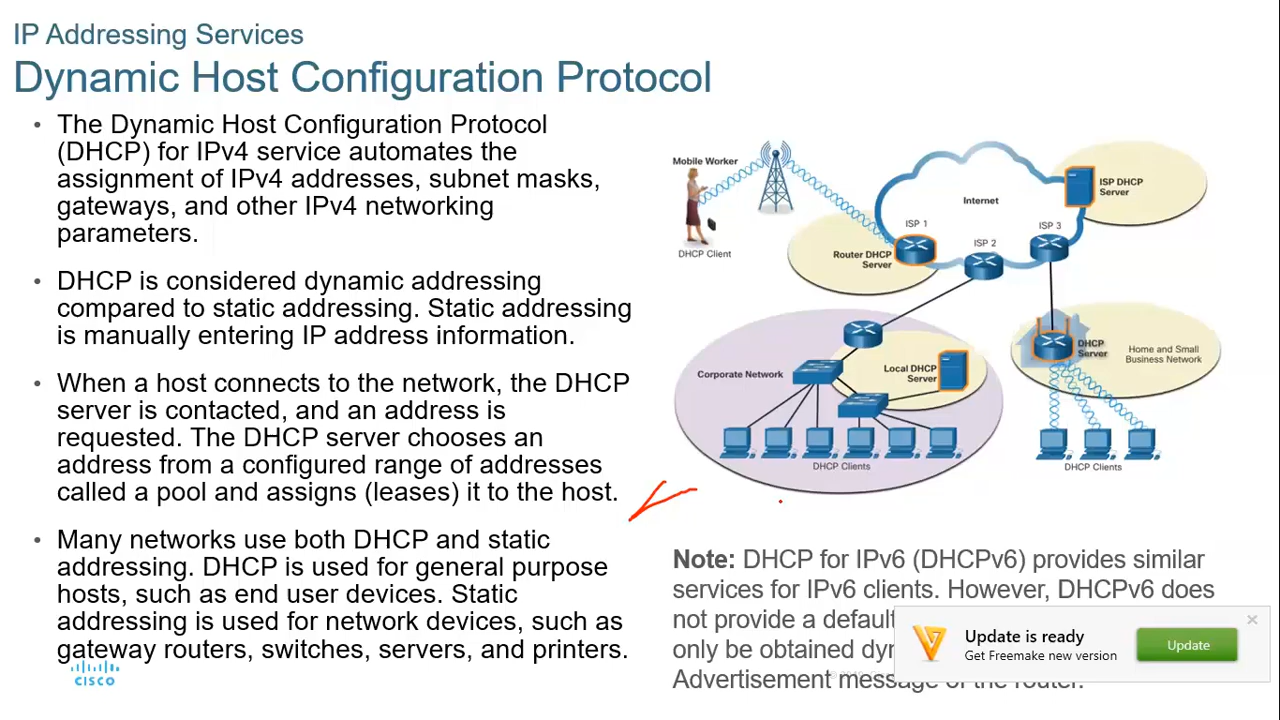 IP Addressing Services
Dynamic Host Configuration Protocol
• The Dynamic Host Configuration Protocol
(DHCP) for IPv4 service automates the
assignment of IPv4 addresses, subnet masks,
gateways, and other IPv4 networking
parameters.
• DHCP is considered dynamic addressing
compared to static addressing. Static addressing
is manually entering IP address information.
• When a host connects to the network, the DHCP
server is contacted, and an address is
requested. The DHCP server chooses an
address from a configured range of addresses
called a pool and assigns (leases) it to the host.
• Many networks use both DHCP and static
addressing. DHCP is used for general purpose
hosts, such as end user devices. Static
addressing is used for network devices, such as
gateway routers, switches, servers, and printers.
CISCO
Mobile Worker
DHCP Client
Internet
ISP DHCP
Server
ISP 1
ISP 2
ISP 3
Router DHCP
Server
Corporate Network
Local DHCP
Server
DHCP Clients
DHCP
Server
Home and Small
Business Network
DHCP Clients
Note: DHCP for IPv6 (DHCPv6) provides similar
services for IPv6 clients. However, DHCPv6 does
not provide a default
only be obtained
Advertisement message of the router.
Update is ready
Get Freemake new version
Update